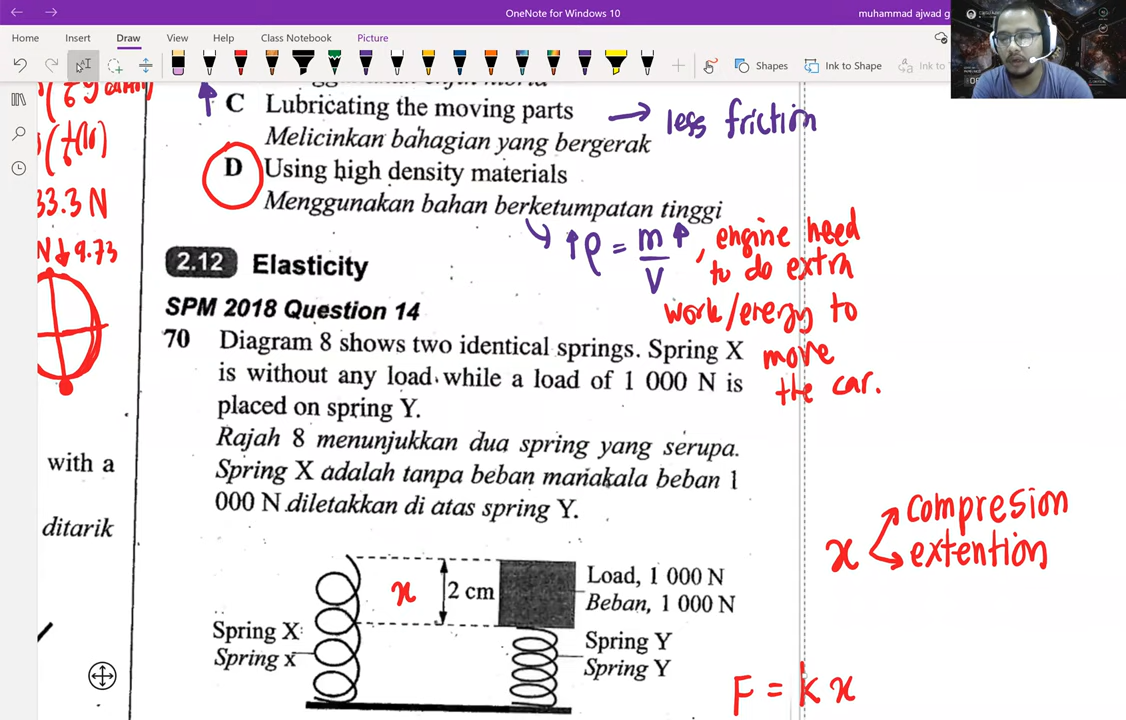 OneNote for Windows 10
muhammad ajwad g
Home
Insert
Draw
View
Help
Class Notebook
Picture
Shapes
Ink to Shape
Ink to
C Lubricating the moving parts
→ less friction
Melicinkan bahagian yang bergerak
D Using high density materials
Menggunakan bahan berketumpatan tinggi
33.3 N
N↓9.73
↑ρ = m↑/V , engine need
to do extra
work/energy to
move
the car.
2.12 Elasticity
SPM 2018 Question 14
70 Diagram 8 shows two identical springs. Spring X
is without any load while a load of 1 000 N is
placed on spring Y.
Rajah 8 menunjukkan dua spring yang serupa.
Spring X adalah tanpa beban manakala beban 1
000 N diletakkan di atas spring Y.
with a
ditarik
x
compresion
extention
x
2 cm
Load, 1 000 N
Beban, 1 000 N
Spring X
Spring x
Spring Y
Spring Y
F = kx